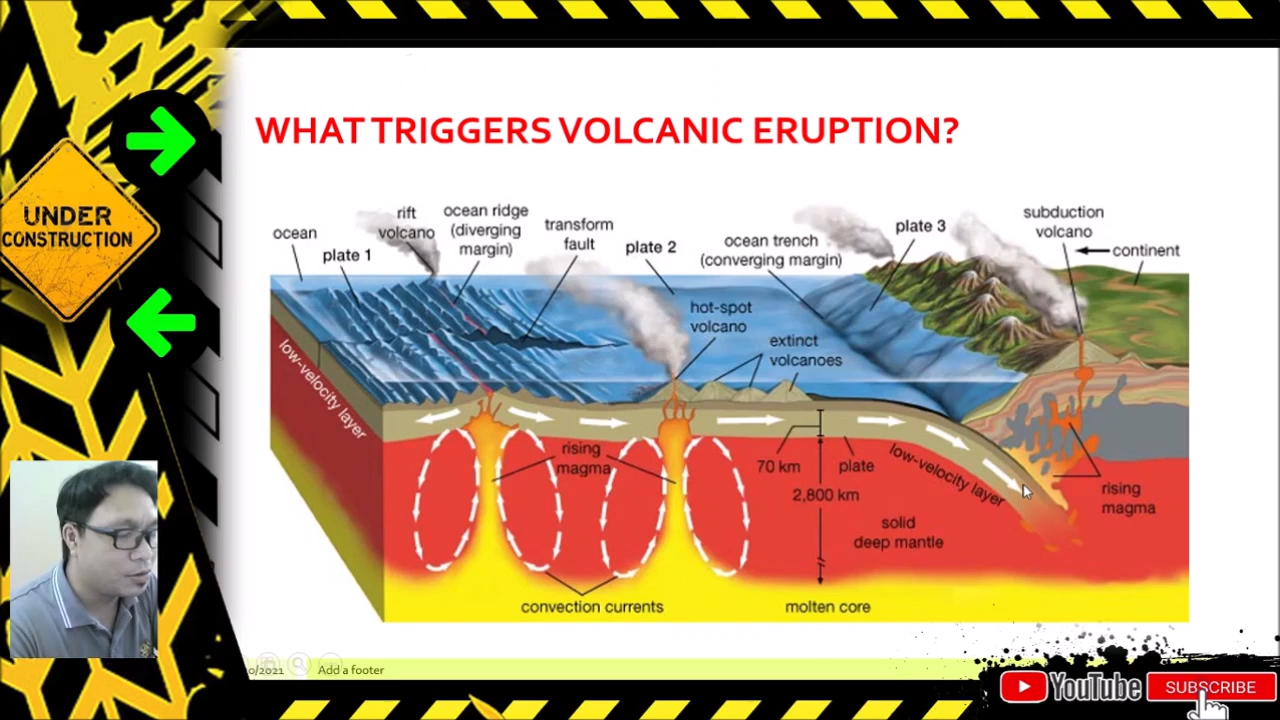 WHAT TRIGGERS VOLCANIC ERUPTION?
UNDER
CONSTRUCTION
ocean
plate 1
rift
volcano
ocean ridge
(diverging
margin)
transform
fault
plate 2
ocean trench
(converging margin)
plate 3
subduction
volcano
continent
hot-spot
volcano
extinct
volcanoes
low-velocity layer
rising
magma
70 km
plate
2,800 km
low-velocity layer
solid
deep mantle
rising
magma
convection currents
molten core
0/2021
Add a footer
YouTube
SUBSCRIBE